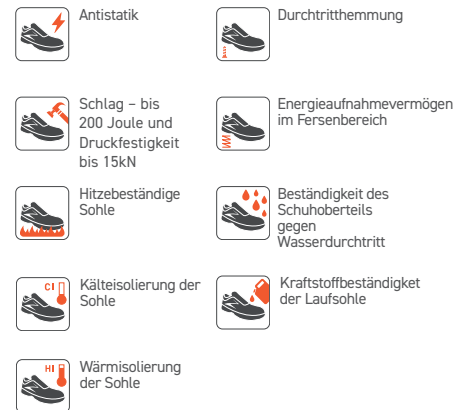 Antistatik
Durchtritthemmung
Schlag – bis
200 Joule und
Druckfestigkeit
bis 15kN
Energieaufnahmevermögen
im Fersenbereich
Hitzebeständige
Sohle
Beständigkeit des
Schuhoberteils
gegen
Wasserdurchtritt
CI
Kälteisolierung der
Sohle
Kraftstoffbeständigket
der Laufsohle
HI
Wärmisolierung
der Sohle